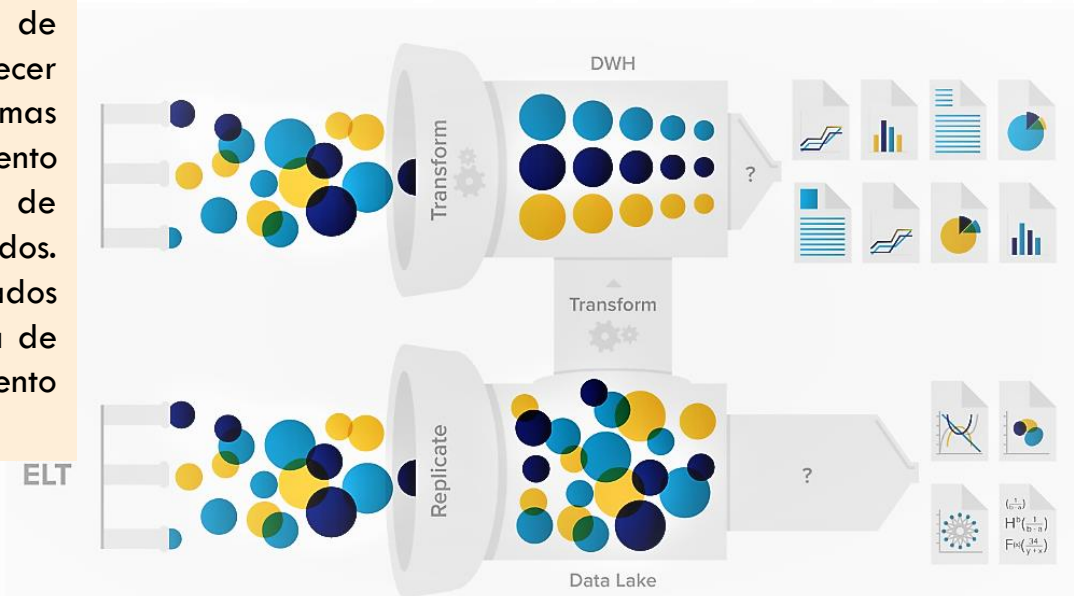 de
ecer
mas
ento
de
dos.
ados
a de
ento
DWH
Transform
?
Transform
ELT
Replicate
?
Data Lake